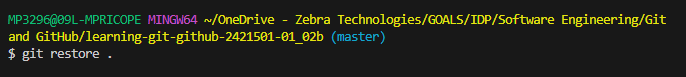 MP3296@09L-MPRICOPE MINGW64 ~/OneDrive - Zebra Technologies/GOALS/IDP/Software Engineering/Git
and GitHub/learning-git-github-2421501-01_02b (master)
$ git restore .